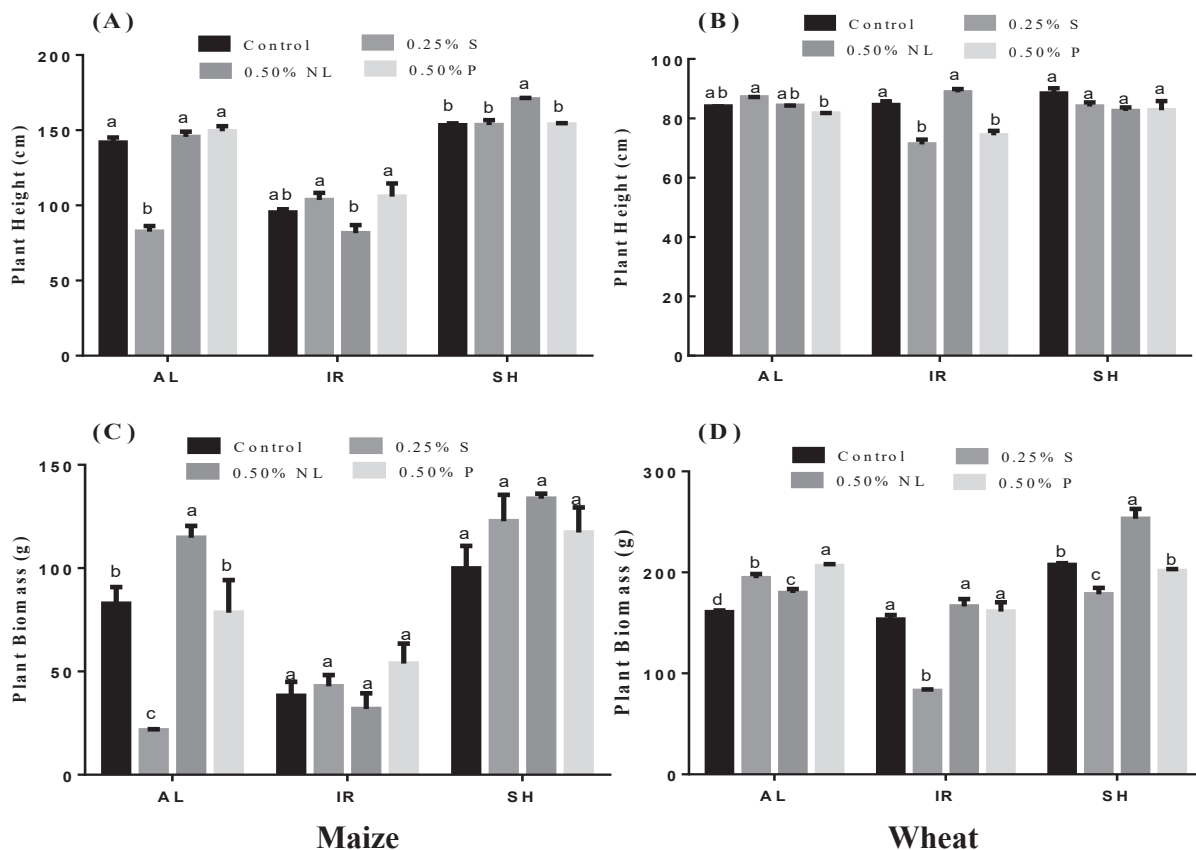 (A)
Control
0.25% S
0.50% NL
0.50%P
Plant Height (cm)
200
150
100
50
0
a b a a
ab a b a
b b a b
AL IR SH
(B)
Control
0.25% S
0.50% NL
0.50% P
Plant Height (cm)
100
80
60
40
20
0
ab a ab b
a b a b
a a a a
AL IR SH
(C)
Control
0.25% S
0.50% NL
0.50% P
Plant Biomass (g)
150
100
50
0
b c a b
a a a a
a a a a
AL IR SH
Maize
(D)
Control
0.25% S
0.50% NL
0.50% P
Plant Biomass (g)
300
200
100
0
d b c a
a b a a
b c a b
AL IR SH
Wheat